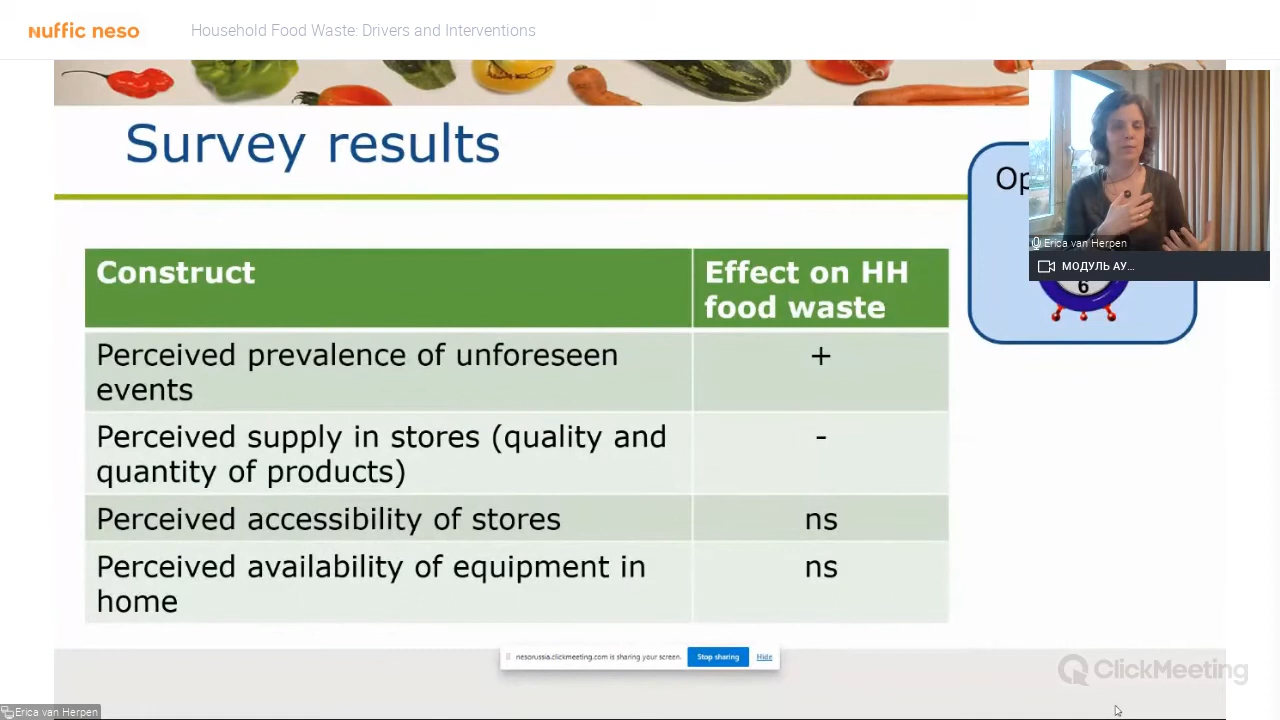 Nuffic neso
Household Food Waste: Drivers and Interventions
Survey results
Construct
Effect on HH
food waste
Perceived prevalence of unforeseen
events
+
Perceived supply in stores (quality and
quantity of products)
-
Perceived accessibility of stores
ns
Perceived availability of equipment in
home
ns
Op
6
Erica van Herpen
МОДУЛЬ АУ...
nesorussia.clickmeeting.com is sharing your screen.
Stop sharing
Hide
ClickMeeting
Erica van Herpen